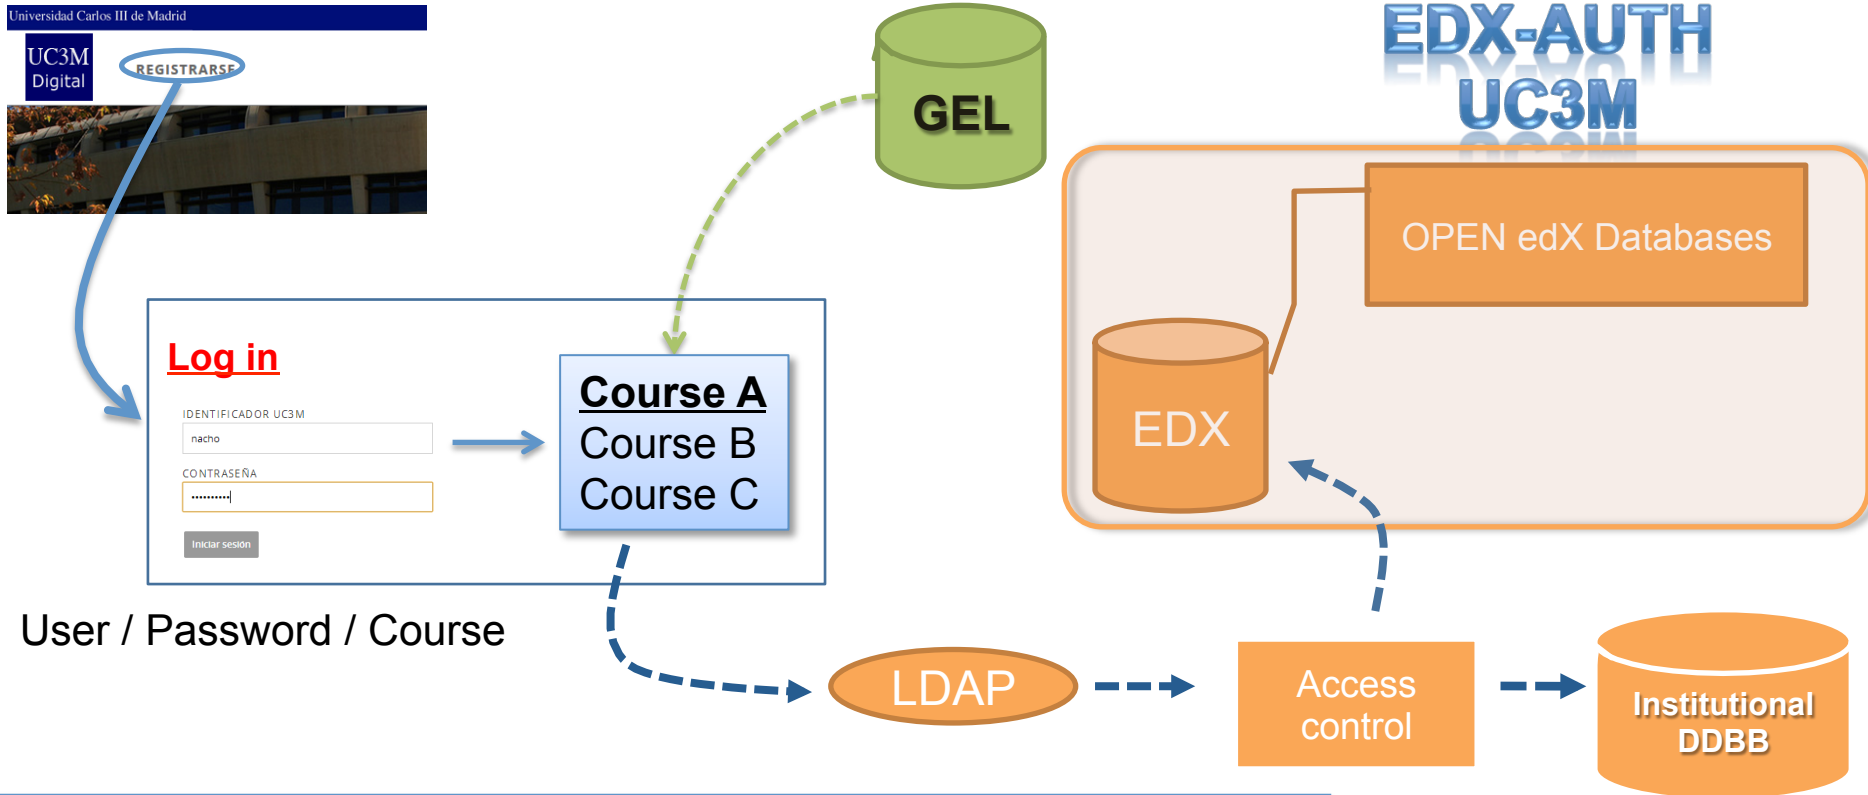 Universidad Carlos III de Madrid
UC3M
Digital
REGISTRARSE
GEL
EDX-AUTH
UC3M
OPEN edX Databases
EDX
Log in
IDENTIFICADOR UC3M
nacho
CONTRASEÑA
••••••••••
Iniciar sesión
Course A
Course B
Course C
User / Password / Course
LDAP
Access
control
Institutional
DDBB